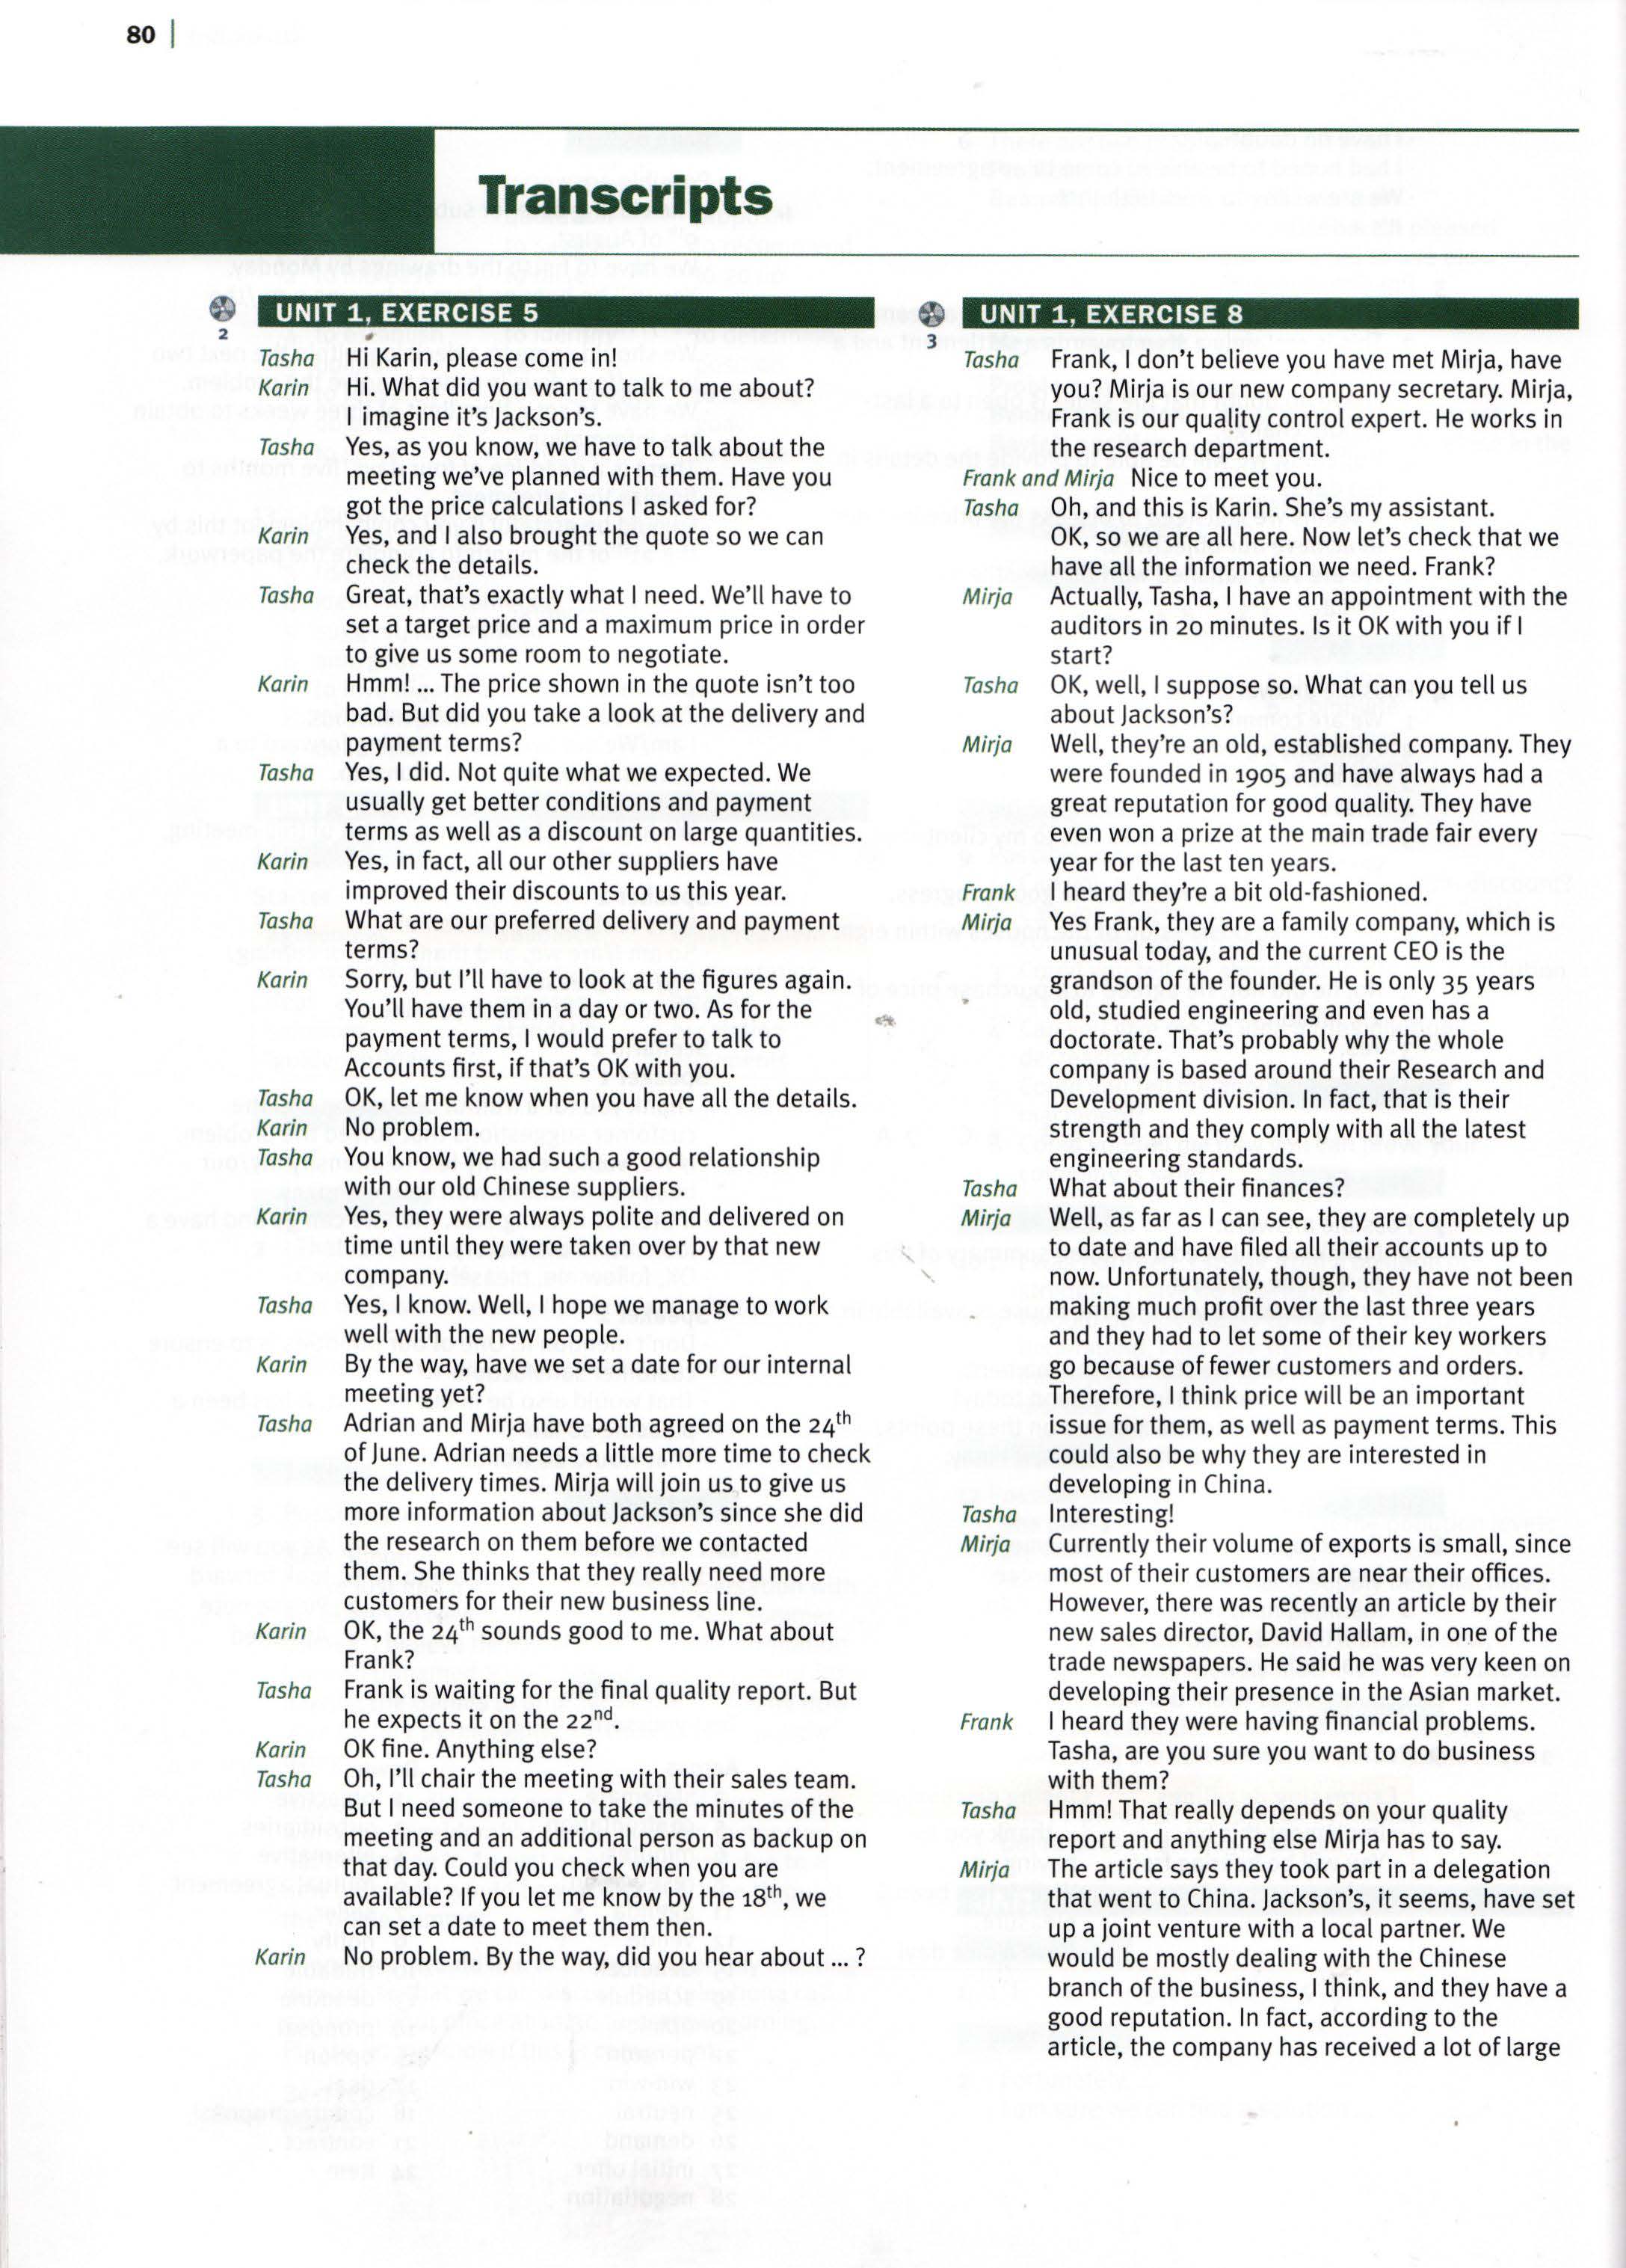 80
Transcripts
2
UNIT 1, EXERCISE 5
Tasha Hi Karin, please come in!
Karin Hi. What did you want to talk to me about?
I imagine it's Jackson's.
Tasha Yes, as you know, we have to talk about the
meeting we've planned with them. Have you
got the price calculations I asked for?
Karin Yes, and I also brought the quote so we can
check the details.
Tasha Great, that's exactly what I need. We'll have to
set a target price and a maximum price in order
to give us some room to negotiate.
Karin Hmm! ... The price shown in the quote isn't too
bad. But did you take a look at the delivery and
payment terms?
Tasha Yes, I did. Not quite what we expected. We
usually get better conditions and payment
terms as well as a discount on large quantities.
Karin Yes, in fact, all our other suppliers have
improved their discounts to us this year.
Tasha What are our preferred delivery and payment
terms?
Karin Sorry, but I'll have to look at the figures again.
You'll have them in a day or two. As for the
payment terms, I would prefer to talk to
Accounts first, if that's OK with you.
Tasha OK, let me know when you have all the details.
Karin No problem.
Tasha You know, we had such a good relationship
with our old Chinese suppliers.
Karin Yes, they were always polite and delivered on
time until they were taken over by that new
company.
Tasha Yes, I know. Well, I hope we manage to work
well with the new people.
Karin By the way, have we set a date for our internal
meeting yet?
Tasha Adrian and Mirja have both agreed on the 24th
of June. Adrian needs a little more time to check
the delivery times. Mirja will join us to give us
more information about Jackson's since she did
the research on them before we contacted
them. She thinks that they really need more
customers for their new business line.
Karin OK, the 24th sounds good to me. What about
Frank?
Tasha Frank is waiting for the final quality report. But
he expects it on the 22nd.
Karin OK fine. Anything else?
Tasha Oh, I'll chair the meeting with their sales team.
But I need someone to take the minutes of the
meeting and an additional person as backup on
that day. Could you check when you are
available? If you let me know by the 18th, we
can set a date to meet them then.
Karin No problem. By the way, did you hear about ... ?
3
UNIT 1, EXERCISE 8
Tasha Frank, I don't believe you have met Mirja, have
you? Mirja is our new company secretary. Mirja,
Frank is our quality control expert. He works in
the research department.
Frank and Mirja Nice to meet you.
Tasha Oh, and this is Karin. She's my assistant.
OK, so we are all here. Now let's check that we
have all the information we need. Frank?
Mirja Actually, Tasha, I have an appointment with the
auditors in 20 minutes. Is it OK with you if I
start?
Tasha OK, well, I suppose so. What can you tell us
about Jackson's?
Mirja Well, they're an old, established company. They
were founded in 1905 and have always had a
great reputation for good quality. They have
even won a prize at the main trade fair every
year for the last ten years.
Frank I heard they're a bit old-fashioned.
Mirja Yes Frank, they are a family company, which is
unusual today, and the current CEO is the
grandson of the founder. He is only 35 years
old, studied engineering and even has a
doctorate. That's probably why the whole
company is based around their Research and
Development division. In fact, that is their
strength and they comply with all the latest
engineering standards.
Tasha What about their finances?
Mirja Well, as far as I can see, they are completely up
to date and have filed all their accounts up to
now. Unfortunately, though, they have not been
making much profit over the last three years
and they had to let some of their key workers
go because of fewer customers and orders.
Therefore, I think price will be an important
issue for them, as well as payment terms. This
could also be why they are interested in
developing in China.
Tasha Interesting!
Mirja Currently their volume of exports is small, since
most of their customers are near their offices.
However, there was recently an article by their
new sales director, David Hallam, in one of the
trade newspapers. He said he was very keen on
developing their presence in the Asian market.
Frank I heard they were having financial problems.
Tasha, are you sure you want to do business
with them?
Tasha Hmm! That really depends on your quality
report and anything else Mirja has to say.
Mirja The article says they took part in a delegation
that went to China. Jackson's, it seems, have set
up a joint venture with a local partner. We
would be mostly dealing with the Chinese
branch of the business, I think, and they have a
good reputation. In fact, according to the
article, the company has received a lot of large